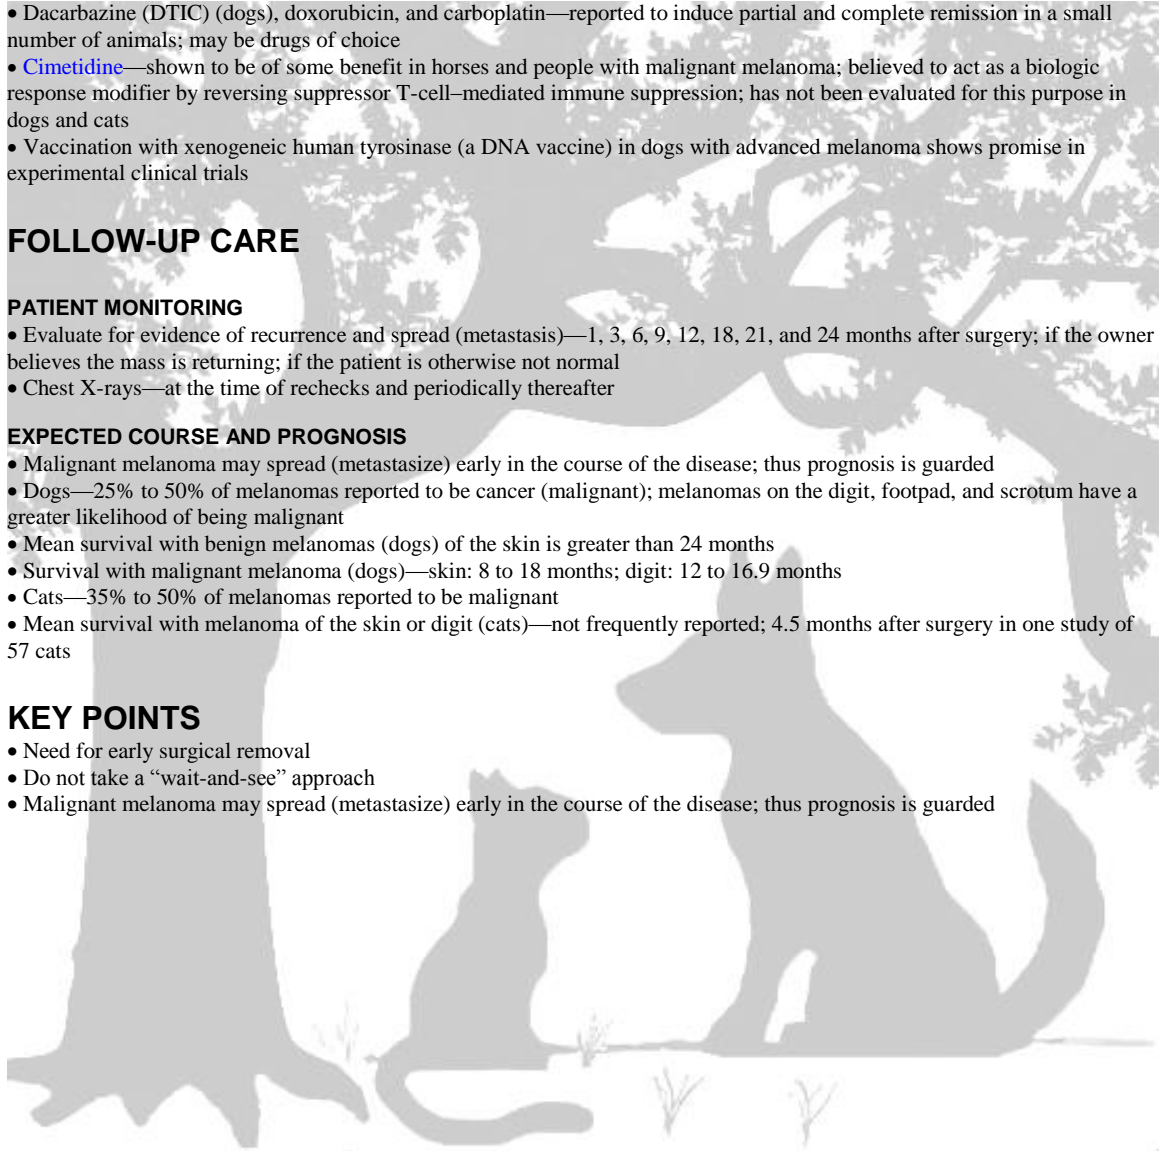 • Dacarbazine (DTIC) (dogs), doxorubicin, and carboplatin—reported to induce partial and complete remission in a small
number of animals; may be drugs of choice
• Cimetidine—shown to be of some benefit in horses and people with malignant melanoma; believed to act as a biologic
response modifier by reversing suppressor T-cell–mediated immune suppression; has not been evaluated for this purpose in
dogs and cats
• Vaccination with xenogeneic human tyrosinase (a DNA vaccine) in dogs with advanced melanoma shows promise in
experimental clinical trials
FOLLOW-UP CARE
PATIENT MONITORING
• Evaluate for evidence of recurrence and spread (metastasis)—1, 3, 6, 9, 12, 18, 21, and 24 months after surgery; if the owner
believes the mass is returning; if the patient is otherwise not normal
• Chest X-rays—at the time of rechecks and periodically thereafter
EXPECTED COURSE AND PROGNOSIS
• Malignant melanoma may spread (metastasize) early in the course of the disease; thus prognosis is guarded
• Dogs—25% to 50% of melanomas reported to be cancer (malignant); melanomas on the digit, footpad, and scrotum have a
greater likelihood of being malignant
• Mean survival with benign melanomas (dogs) of the skin is greater than 24 months
• Survival with malignant melanoma (dogs)—skin: 8 to 18 months; digit: 12 to 16.9 months
• Cats—35% to 50% of melanomas reported to be malignant
• Mean survival with melanoma of the skin or digit (cats)—not frequently reported; 4.5 months after surgery in one study of
57 cats
KEY POINTS
• Need for early surgical removal
• Do not take a “wait-and-see” approach
• Malignant melanoma may spread (metastasize) early in the course of the disease; thus prognosis is guarded